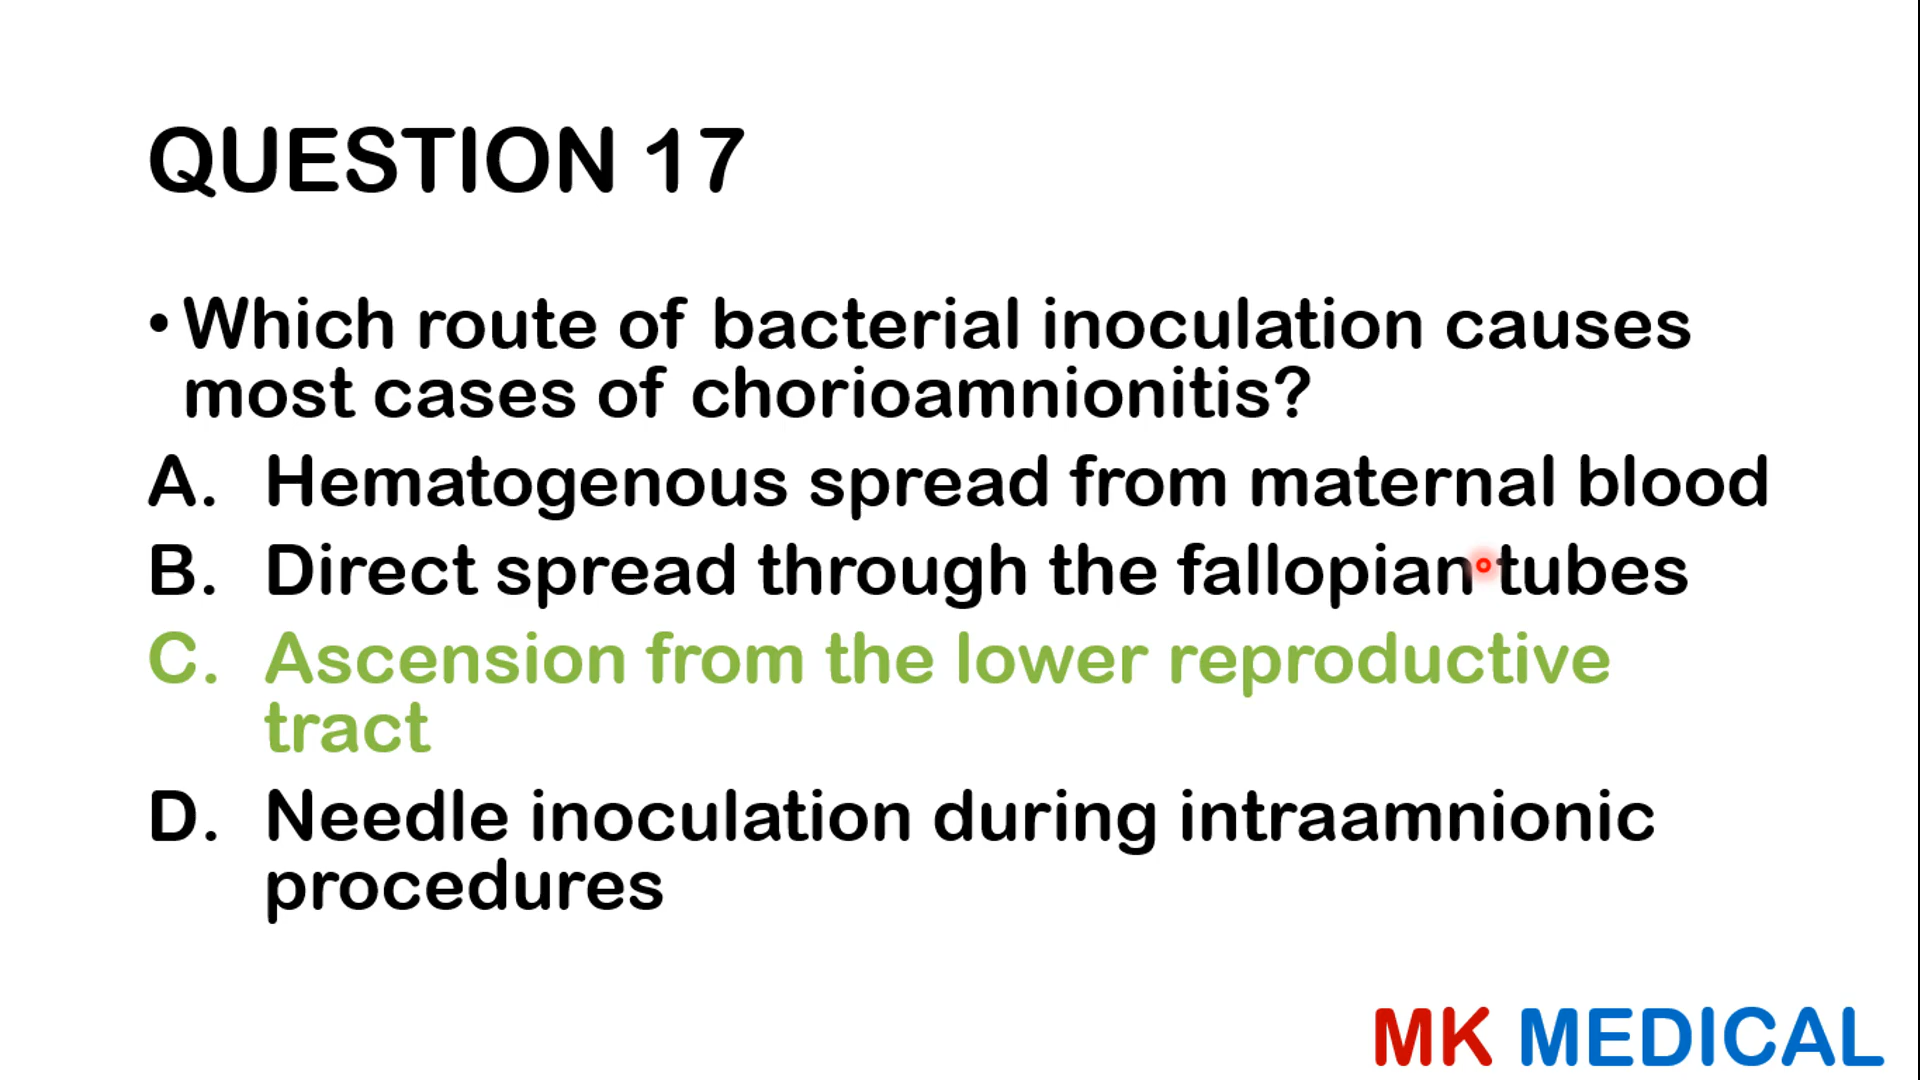 QUESTION 17
• Which route of bacterial inoculation causes
most cases of chorioamnionitis?
A. Hematogenous spread from maternal blood
B. Direct spread through the fallopian tubes
C. Ascension from the lower reproductive
tract
D. Needle inoculation during intraamnionic
procedures
MK MEDICAL